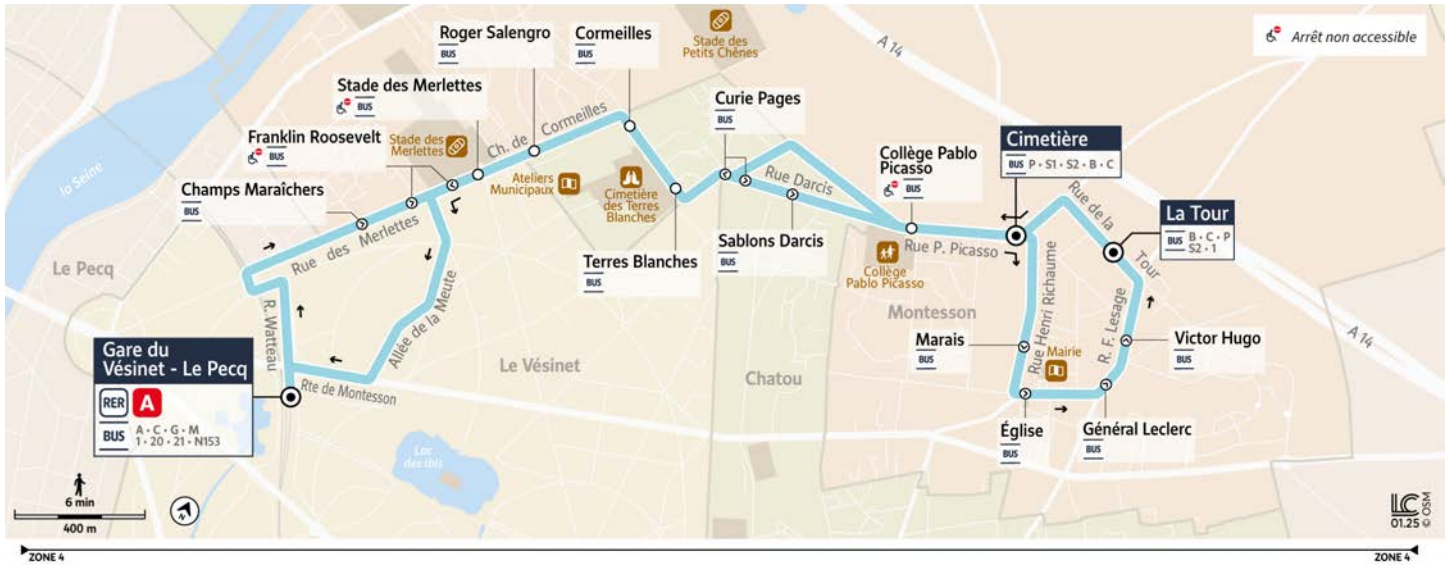 Roger Salengro
BUS
Cormeilles
BUS
Stade des
Petits Chênes
A 14
Arrêt non accessible
Stade des Merlettes
BUS
Franklin Roosevelt
BUS
Stade des
Merlettes
Ch. de Cormeilles
Curie Pages
BUS
Cimetière
BUS P • S1 • S2 • B • C
Collège Pablo
Picasso
BUS
Champs Maraîchers
BUS
Ateliers
Municipaux
Cimetière
des Terres
Blanches
Rue Darcis
Rue de la Tour
La Tour
BUS B • C • P
S2 • 1
la Seine
Rue des Merlettes
Terres Blanches
BUS
Sablons Darcis
BUS
Rue P. Picasso
Collège
Pablo Picasso
Le Pecq
R. Watteau
Allée de la Meute
Montesson
Rue Henri Richaume
R. F. Lesage
A 14
Gare du
Vésinet - Le Pecq
RER A
BUS A • C • G • M
1 • 20 • 21 • N153
Rte de Montesson
Le Vésinet
Chatou
Marais
BUS
Mairie
Victor Hugo
BUS
Église
BUS
Général Leclerc
BUS
Lac
des Ibis
6 min
400 m
N
LC
01.25 © OSM
ZONE 4
ZONE 4